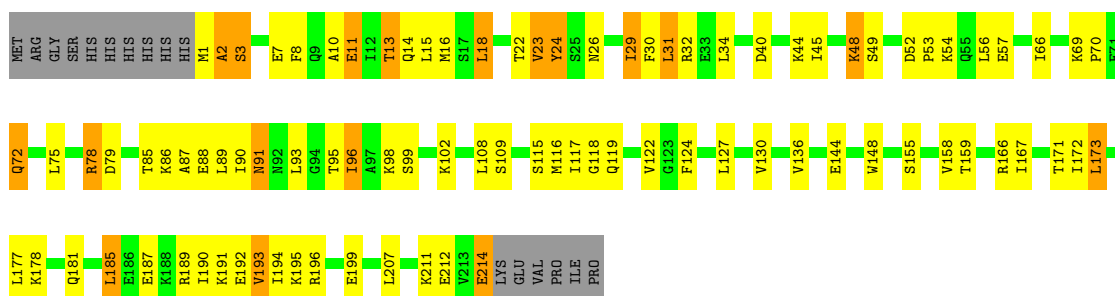 MET ARG GLY SER HIS HIS HIS HIS HIS HIS M1 A2 S3 E7 F8 Q9 A10 E11 I12 T13 Q14 L15 M16 S17 L18 T22 V23 Y24 S25 N26 I29 F30 L31 R32 E33 L34 D40 K44 I45 K48 S49 D52 P53 K54 Q55 L56 E57 I66 K69 P70 E71
Q72 L75 R78 D79 T85 K86 A87 E88 L89 I90 N91 N92 L93 G94 T95 I96 A97 K98 S99 K102 L108 S109 S115 M116 I117 G118 Q119 V122 G123 F124 L127 V130 V136 E144 W148 S155 V158 T159 R166 I167 T171 I172 L173
L177 K178 Q181 L185 E186 E187 K188 R189 I190 K191 E192 V193 I194 K195 R196 E199 L207 K211 E212 V213 E214 LYS GLU VAL PRO ILE PRO